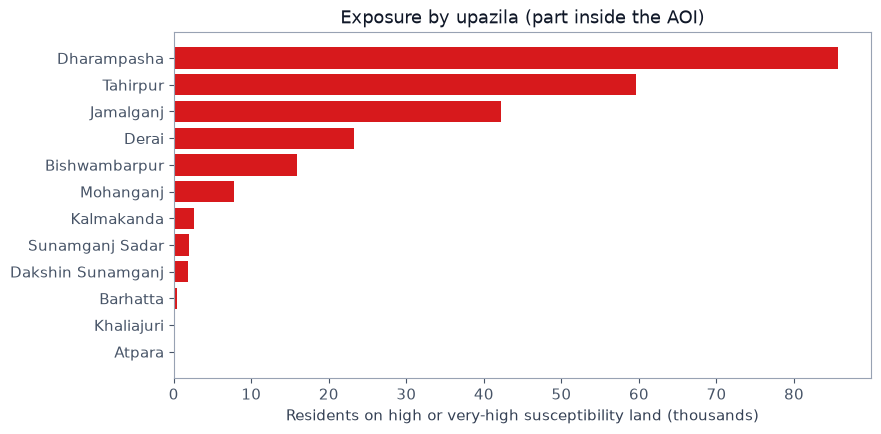 Exposure by upazila (part inside the AOI)
Dharampasha
Tahirpur
Jamalganj
Derai
Bishwambarpur
Mohanganj
Kalmakanda
Sunamganj Sadar
Dakshin Sunamganj
Barhatta
Khaliajuri
Atpara
0 10 20 30 40 50 60 70 80
Residents on high or very-high susceptibility land (thousands)